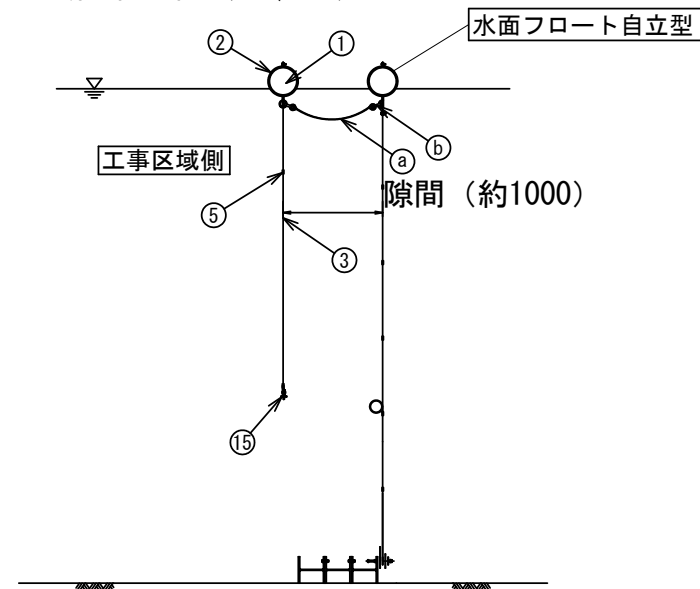 水面フロート自立型
②
①
ⓑ
ⓐ
工事区域側
⑤
隙間（約1000）
③
⑮